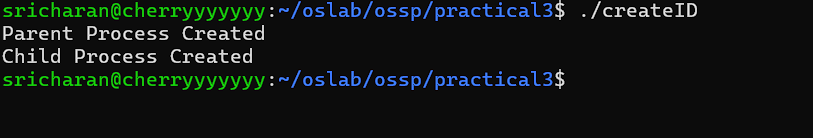 sricharan@cherryyyyyyy:~/oslab/ossp/practical3$ ./createID
Parent Process Created
Child Process Created
sricharan@cherryyyyyyy:~/oslab/ossp/practical3$